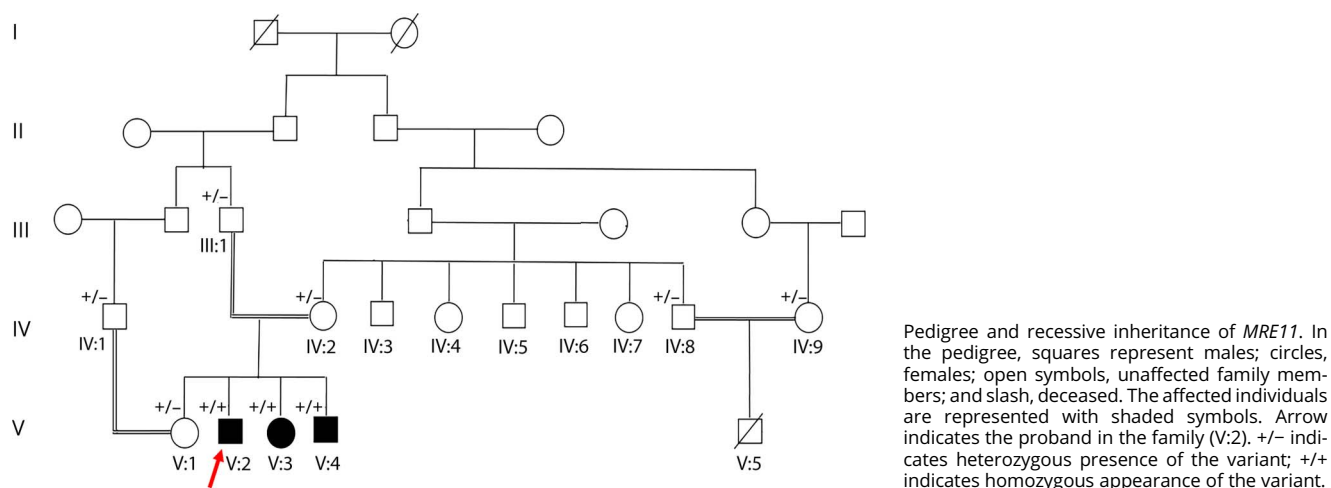 I
II
+/−
III
III:1
+/− +/− +/− +/−
IV
IV:1 IV:2 IV:3 IV:4 IV:5 IV:6 IV:7 IV:8 IV:9
+/− +/+ +/+ +/+
V
V:1 V:2 V:3 V:4 V:5
Pedigree and recessive inheritance of MRE11. In
the pedigree, squares represent males; circles,
females; open symbols, unaffected family mem-
bers; and slash, deceased. The affected individuals
are represented with shaded symbols. Arrow
indicates the proband in the family (V:2). +/− indi-
cates heterozygous presence of the variant; +/+
indicates homozygous appearance of the variant.